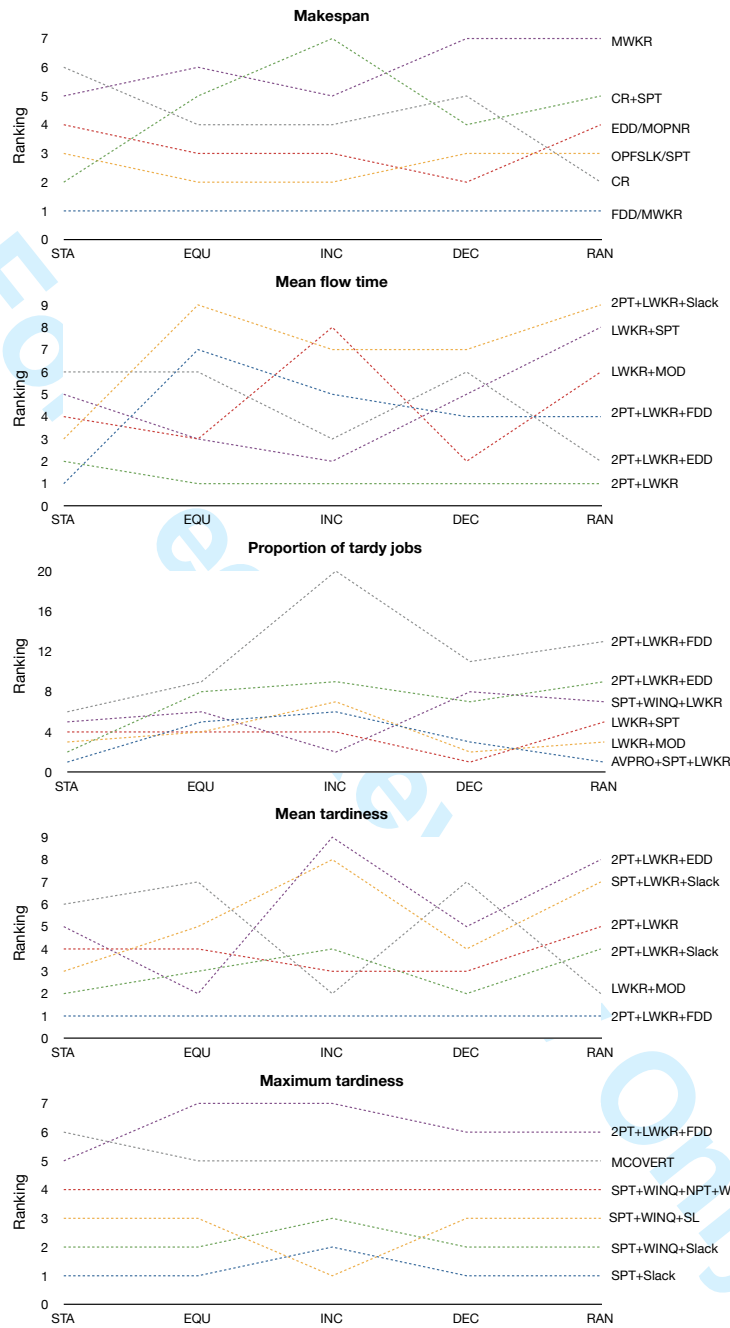 Makespan
7
6
5
4
3
2
1
0
Ranking
STA EQU INC DEC RAN
MWKR
CR+SPT
EDD/MOPNR
OPFSLK/SPT
CR
FDD/MWKR
Mean flow time
9
8
7
6
5
4
3
2
1
0
Ranking
STA EQU INC DEC RAN
2PT+LWKR+Slack
LWKR+SPT
LWKR+MOD
2PT+LWKR+FDD
2PT+LWKR+EDD
2PT+LWKR
Proportion of tardy jobs
20
16
12
8
4
0
Ranking
STA EQU INC DEC RAN
2PT+LWKR+FDD
2PT+LWKR+EDD
SPT+WINQ+LWKR
LWKR+SPT
LWKR+MOD
AVPRO+SPT+LWKR
Mean tardiness
9
8
7
6
5
4
3
2
1
0
Ranking
STA EQU INC DEC RAN
2PT+LWKR+EDD
SPT+LWKR+Slack
2PT+LWKR
2PT+LWKR+Slack
LWKR+MOD
2PT+LWKR+FDD
Maximum tardiness
7
6
5
4
3
2
1
0
Ranking
STA EQU INC DEC RAN
2PT+LWKR+FDD
MCOVERT
SPT+WINQ+NPT+W
SPT+WINQ+SL
SPT+WINQ+Slack
SPT+Slack